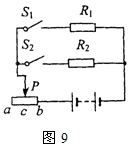 S₁ R₁
S₂ R₂
P
a c b
图9